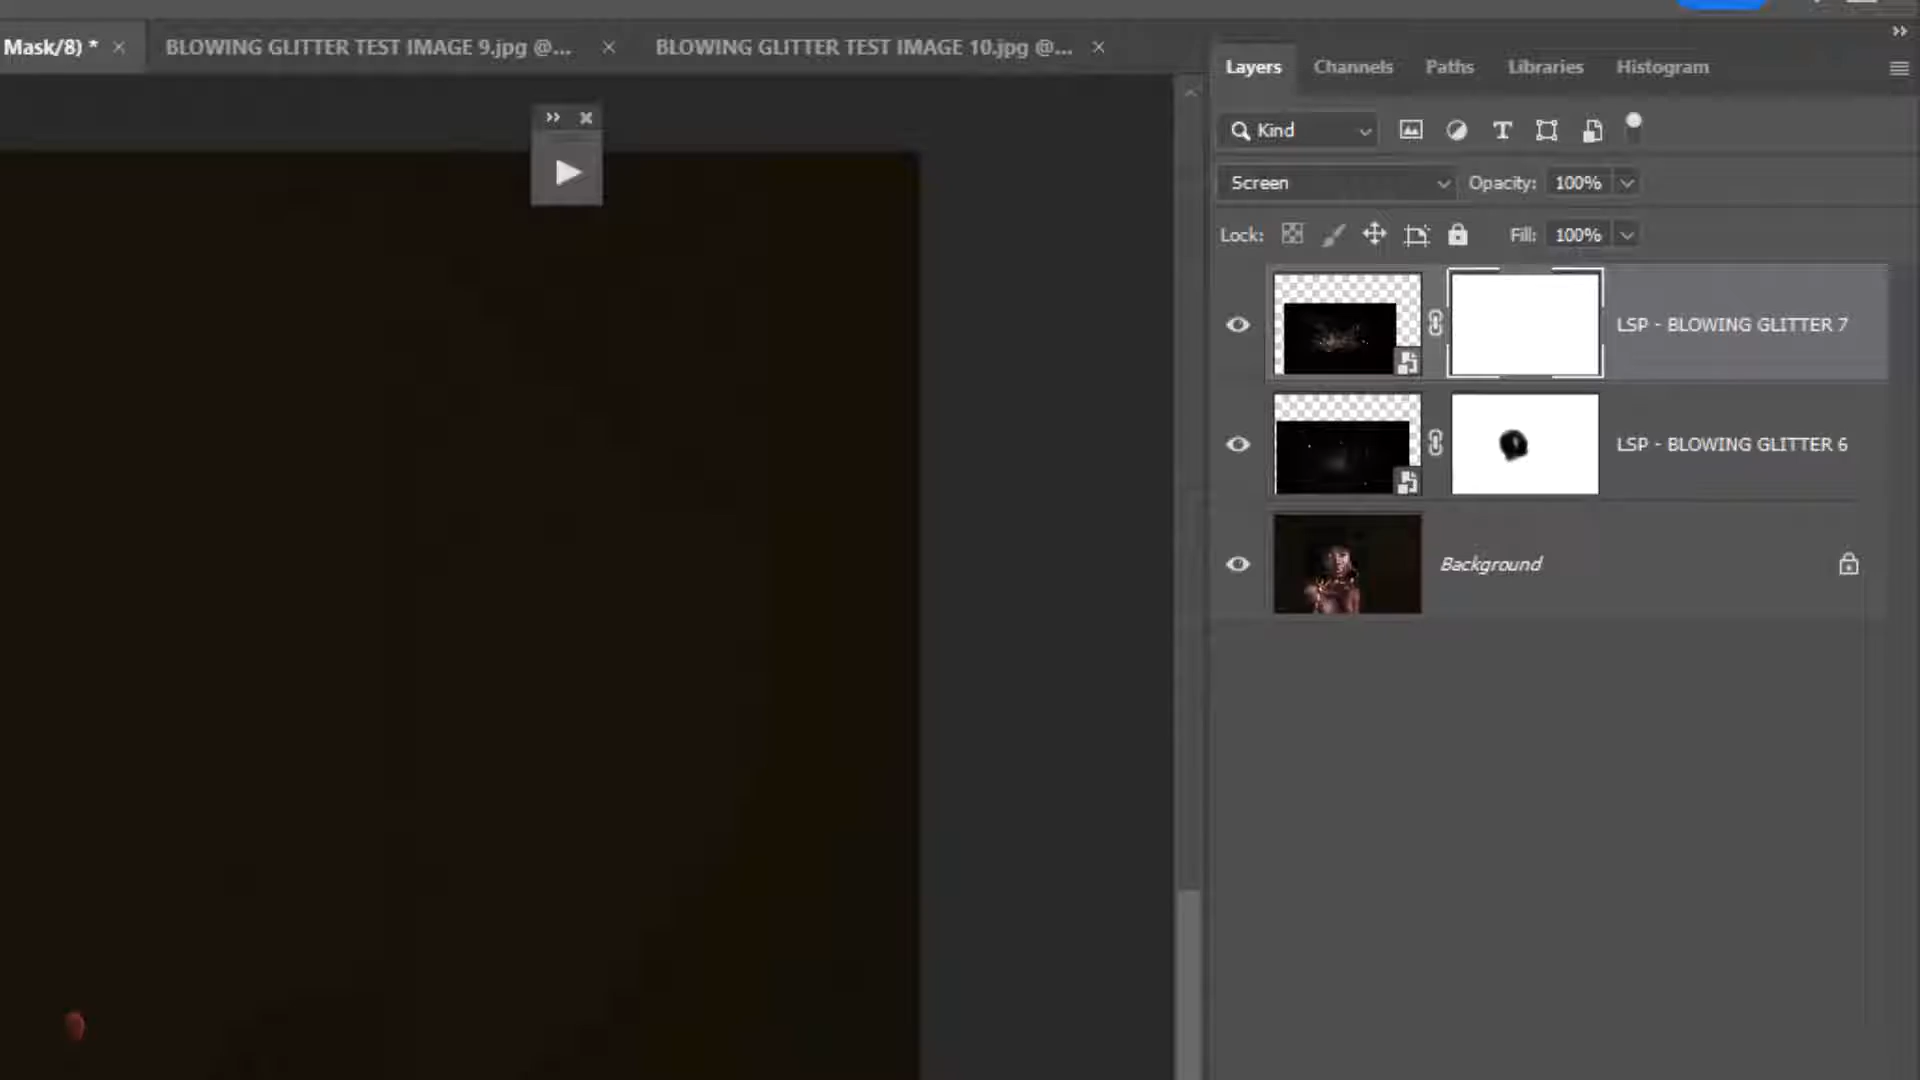 Mask/8) *
BLOWING GLITTER TEST IMAGE 9.jpg @...
BLOWING GLITTER TEST IMAGE 10.jpg @...
Layers Channels Paths Libraries Histogram
Kind
Screen Opacity: 100%
Lock: Fill: 100%
LSP - BLOWING GLITTER 7
LSP - BLOWING GLITTER 6
Background